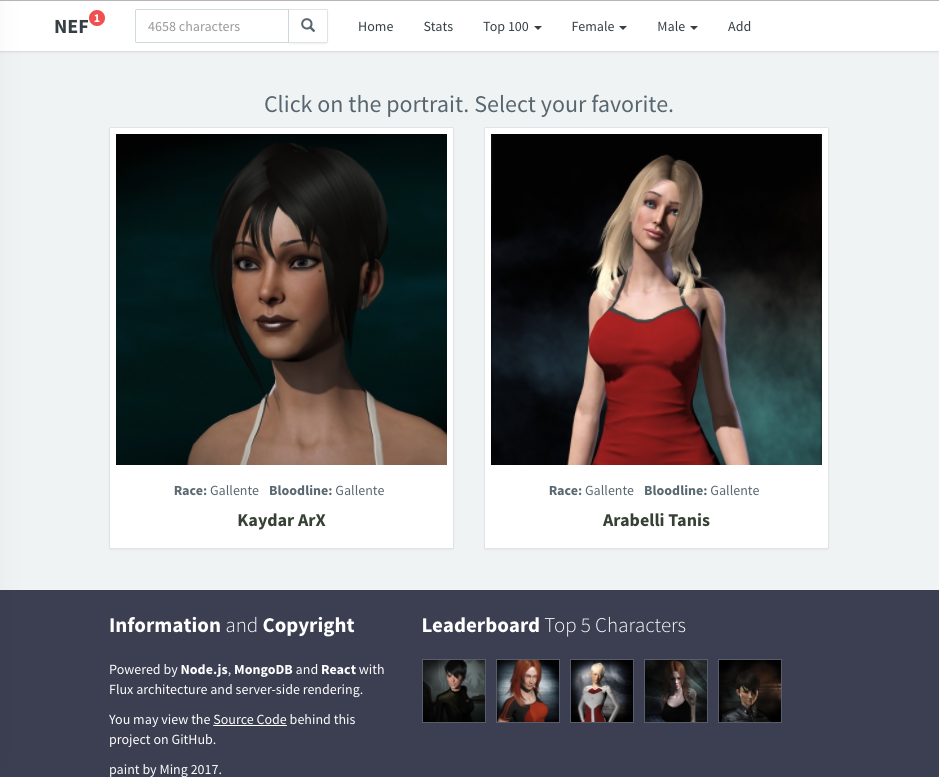 NEF 1 4658 characters Home Stats Top 100 Female Male Add
Click on the portrait. Select your favorite.
Race: Gallente Bloodline: Gallente
Kaydar ArX
Race: Gallente Bloodline: Gallente
Arabelli Tanis
Information and Copyright
Powered by Node.js, MongoDB and React with
Flux architecture and server-side rendering.
You may view the Source Code behind this
project on GitHub.
paint by Ming 2017.
Leaderboard Top 5 Characters